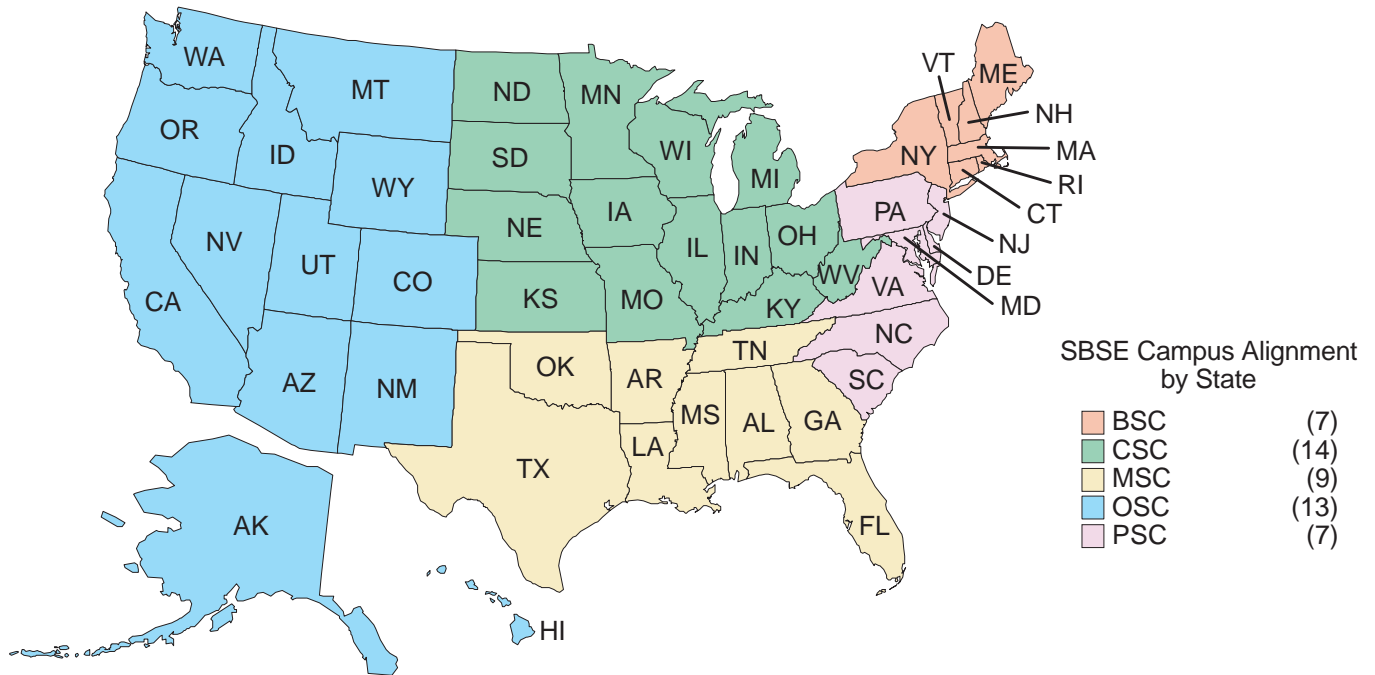 WA
MT
ND
MN
VT
ME
OR
ID
SD
WI
MI
NH
NY
MA
RI
CT
WY
NE
IA
PA
NJ
NV
UT
CO
IL
IN
OH
WV
DE
MD
CA
KS
MO
KY
VA
NC
AZ
NM
OK
AR
TN
SC
MS
AL
GA
LA
TX
FL
AK
HI
SBSE Campus Alignment
by State
BSC (7)
CSC (14)
MSC (9)
OSC (13)
PSC (7)